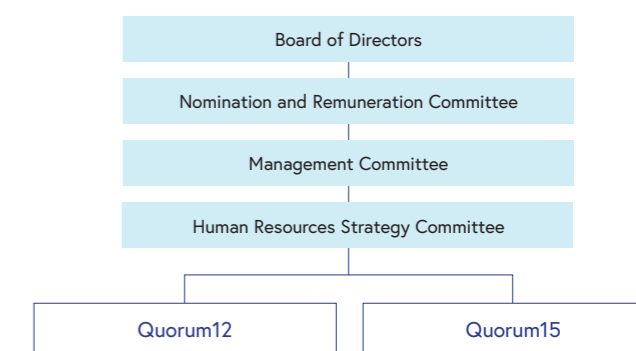 Board of Directors
Nomination and Remuneration Committee
Management Committee
Human Resources Strategy Committee
Quorum12
Quorum15